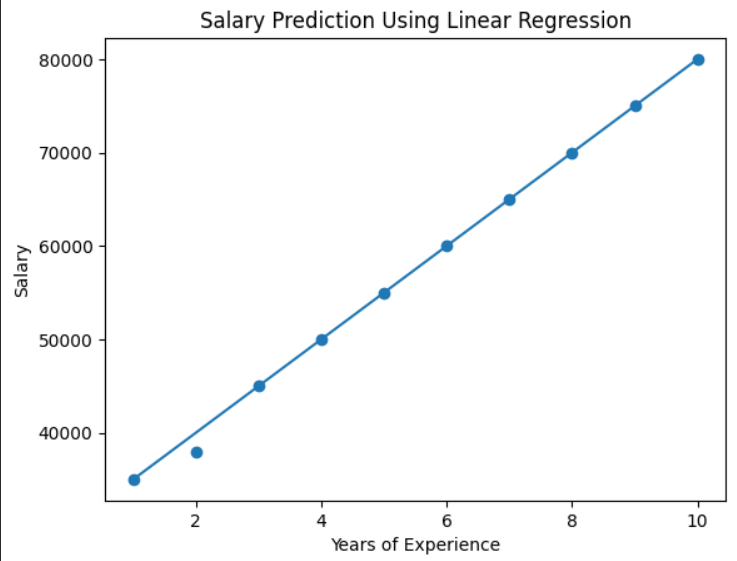 Salary Prediction Using Linear Regression
80000
70000
60000
50000
40000
Salary
2 4 6 8 10
Years of Experience